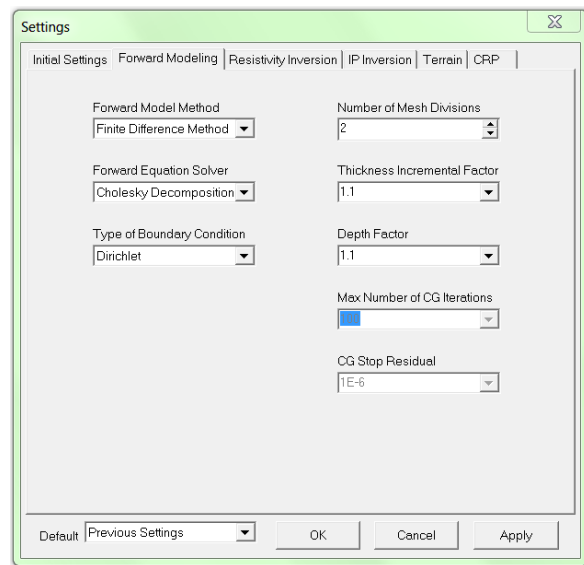 Settings
Initial Settings Forward Modeling Resistivity Inversion IP Inversion Terrain CRP
Forward Model Method Number of Mesh Divisions
Finite Difference Method 2
Forward Equation Solver Thickness Incremental Factor
Cholesky Decomposition 1.1
Type of Boundary Condition Depth Factor
Dirichlet 1.1
Max Number of CG Iterations
CG Stop Residual
1E-6
Default Previous Settings OK Cancel Apply